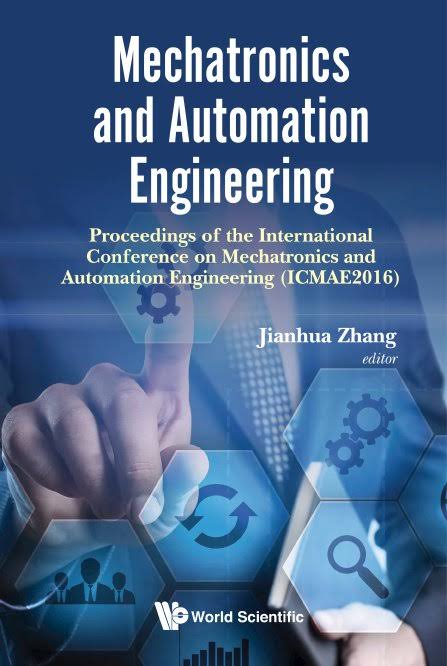 Mechatronics
and Automation
Engineering
Proceedings of the International
Conference on Mechatronics and
Automation Engineering (ICMAE2016)
Jianhua Zhang
editor
World Scientific